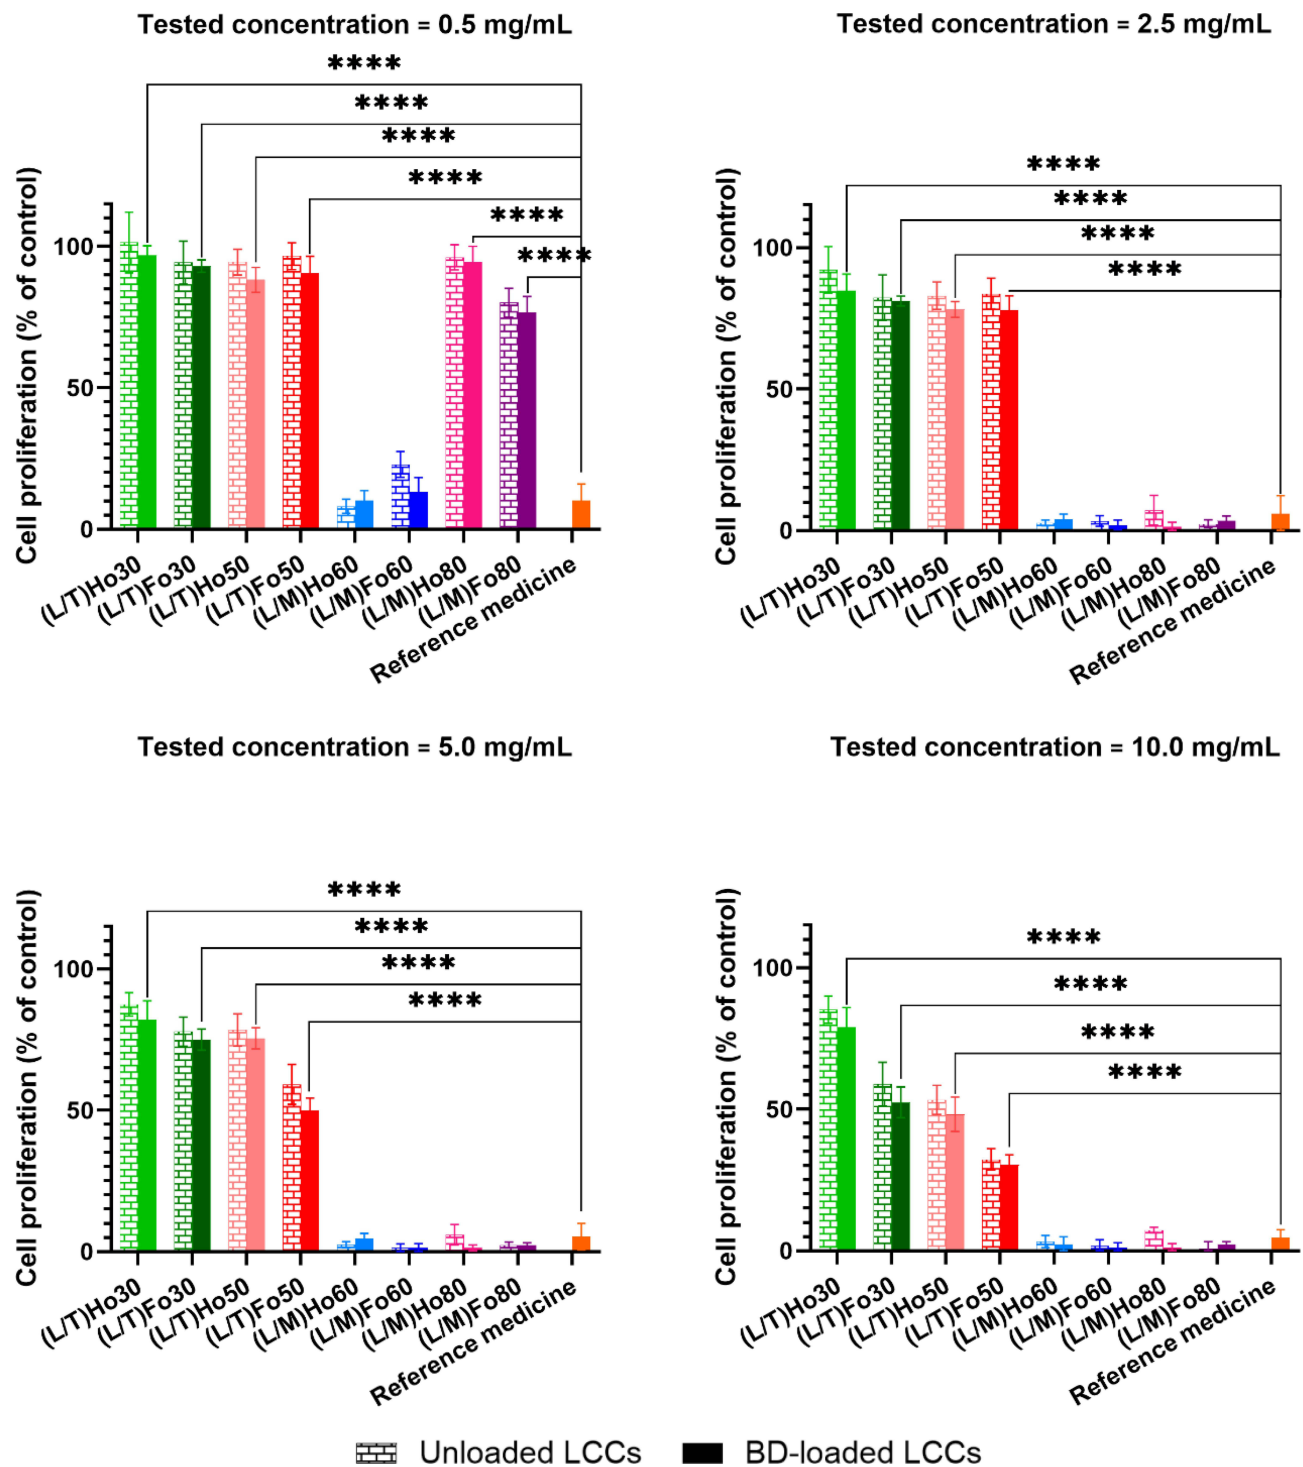 Tested concentration = 0.5 mg/mL
****
****
****
****
****
****
Cell proliferation (% of control)
100
50
0
(L/T)Ho30
(L/T)Fo30
(L/T)Ho50
(L/T)Fo50
(L/M)Ho60
(L/M)Fo60
(L/M)Ho80
(L/M)Fo80
Reference medicine
Tested concentration = 2.5 mg/mL
****
****
****
****
Cell proliferation (% of control)
100
50
0
(L/T)Ho30
(L/T)Fo30
(L/T)Ho50
(L/T)Fo50
(L/M)Ho60
(L/M)Fo60
(L/M)Ho80
(L/M)Fo80
Reference medicine
Tested concentration = 5.0 mg/mL
****
****
****
****
Cell proliferation (% of control)
100
50
0
(L/T)Ho30
(L/T)Fo30
(L/T)Ho50
(L/T)Fo50
(L/M)Ho60
(L/M)Fo60
(L/M)Ho80
(L/M)Fo80
Reference medicine
Tested concentration = 10.0 mg/mL
****
****
****
****
Cell proliferation (% of control)
100
50
0
(L/T)Ho30
(L/T)Fo30
(L/T)Ho50
(L/T)Fo50
(L/M)Ho60
(L/M)Fo60
(L/M)Ho80
(L/M)Fo80
Reference medicine
Unloaded LCCs
BD-loaded LCCs